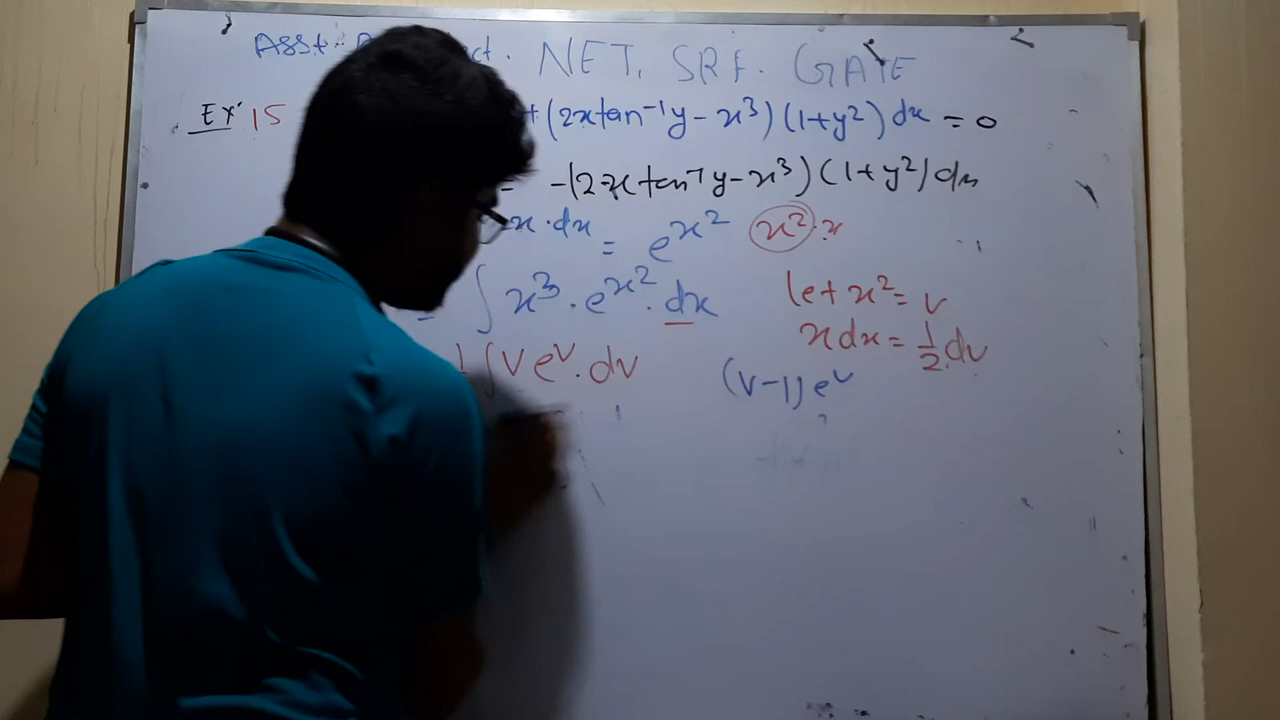 Asst. NET, SRF. GATE
Ex: 15 +(2x tan⁻¹y - x³)(1+y²) dx = 0
= -(2x tan⁻¹y - x³)(1+y²) dx
x·dx = e^{x²} x²·x
= ∫x³·e^{x²}·dx let x² = v
x dx = ½ dv
∫v e^v·dv (v-1) e^v